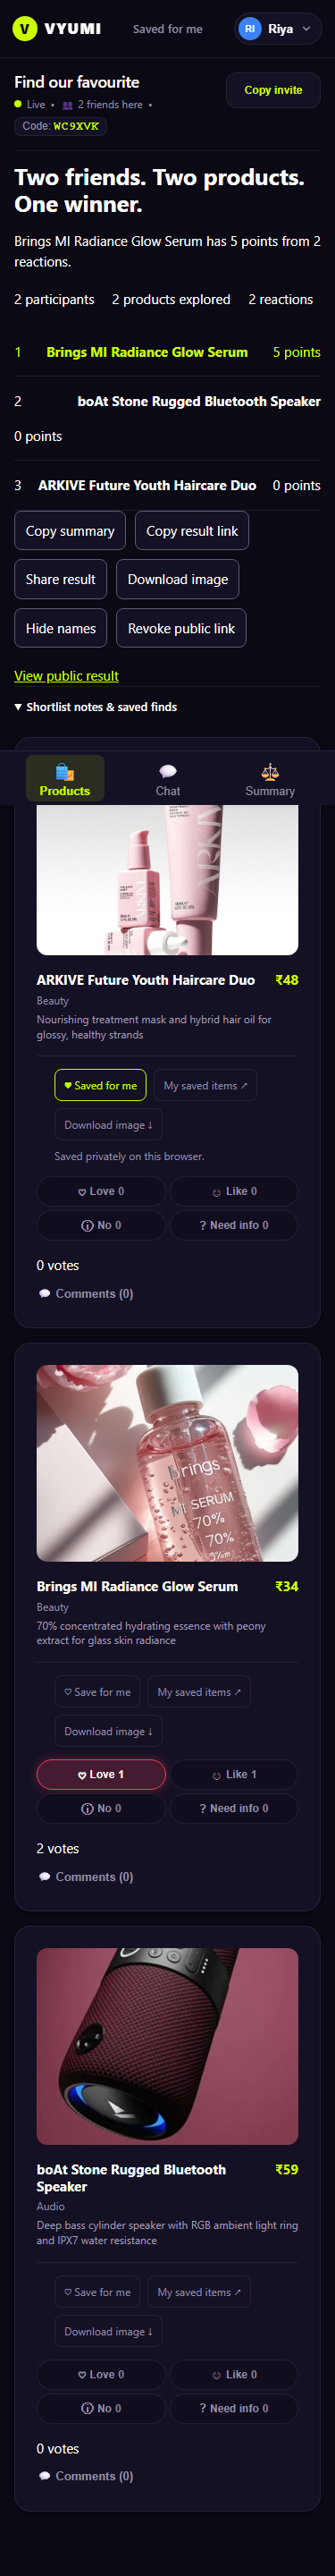 V VYUMI Saved for me RI Riya
Find our favourite
Copy invite
Live • 2 friends here •
Code: WC9XVK
Two friends. Two products.
One winner.
Brings MI Radiance Glow Serum has 5 points from 2
reactions.
2 participants 2 products explored 2 reactions
1 Brings MI Radiance Glow Serum 5 points
2 boAt Stone Rugged Bluetooth Speaker
0 points
3 ARKIVE Future Youth Haircare Duo 0 points
Copy summary Copy result link
Share result Download image
Hide names Revoke public link
View public result
▼ Shortlist notes & saved finds
Products Chat Summary
ARKIV
ARKIVE Future Youth Haircare Duo ₹48
Beauty
Nourishing treatment mask and hybrid hair oil for
glossy, healthy strands
♥ Saved for me My saved items ↗
Download image ↓
Saved privately on this browser.
Love 0 Like 0
No 0 ? Need info 0
0 votes
Comments (0)
brings
MI SERUM
70%
70%
Brings MI Radiance Glow Serum ₹34
Beauty
70% concentrated hydrating essence with peony
extract for glass skin radiance
♡ Save for me My saved items ↗
Download image ↓
Love 1 Like 1
No 0 ? Need info 0
2 votes
Comments (0)
boAt Stone Rugged Bluetooth ₹59
Speaker
Audio
Deep bass cylinder speaker with RGB ambient light ring
and IPX7 water resistance
♡ Save for me My saved items ↗
Download image ↓
Love 0 Like 0
No 0 ? Need info 0
0 votes
Comments (0)